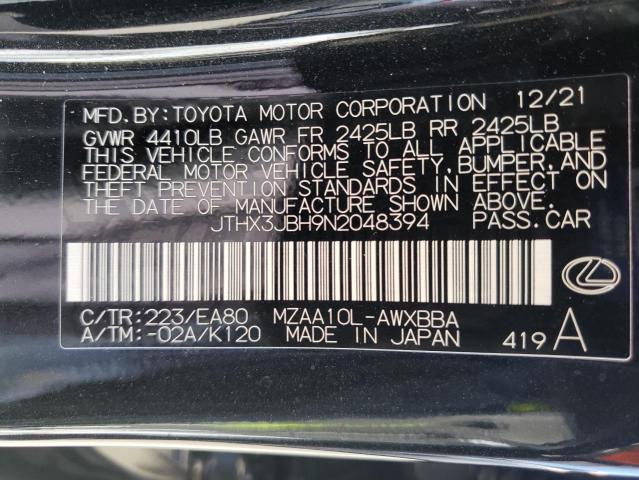 MFD.BY:TOYOTA MOTOR CORPORATION 12/21
GVWR 4410LB GAWR FR 2425LB RR 2425LB
THIS VEHICLE CONFORMS TO ALL APPLICABLE
FEDERAL MOTOR VEHICLE SAFETY,BUMPER,AND
THEFT PREVENTION STANDARDS IN EFFECT ON
THE DATE OF MANUFACTURE SHOWN ABOVE.
JTHX3JBH9N2048394 PASS.CAR
C/TR:223/EA80 MZAA10L-AWXBBA
A/TM:-02A/K120 MADE IN JAPAN 419 A